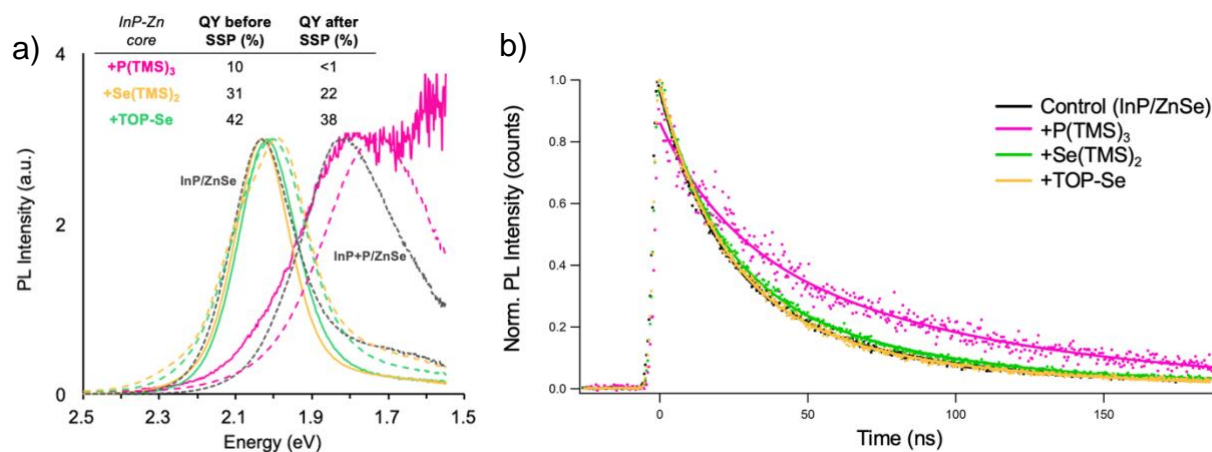 a)
InP-Zn core QY before SSP (%) QY after SSP (%)
+P(TMS)₃ 10 <1
+Se(TMS)₂ 31 22
+TOP-Se 42 38
4
2
0
PL Intensity (a.u.)
InP/ZnSe
InP+P/ZnSe
2.5 2.3 2.1 1.9 1.7 1.5
Energy (eV)
b)
1.0
0.8
0.6
0.4
0.2
0.0
Norm. PL Intensity (counts)
Control (InP/ZnSe)
+P(TMS)₃
+Se(TMS)₂
+TOP-Se
0 50 100 150
Time (ns)